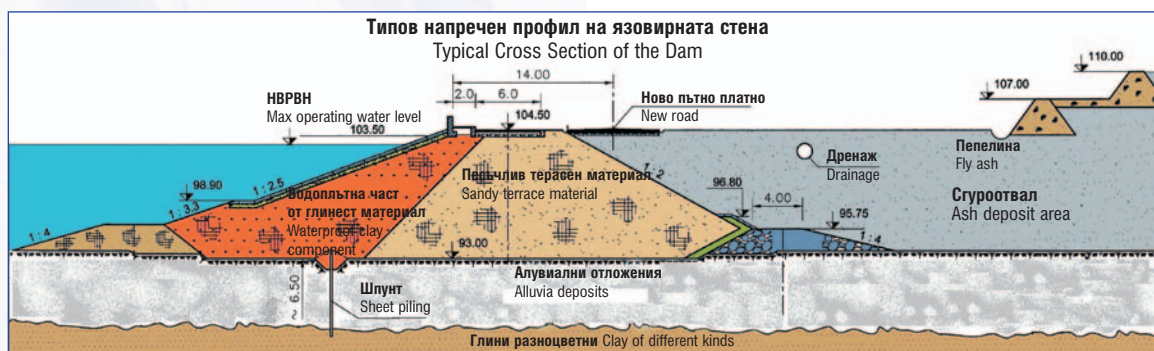 Типов напречен профил на язовирната стена
Typical Cross Section of the Dam
110.00
14.00
107.00
НВРВН
Max operating water level
2.0
6.0
Ново пътно платно
New road
103.50
104.50
Пепелина
Fly ash
Дренаж
Drainage
Песъчлив терасен материал
Sandy terrace material
1:2
98.90
1:2.5
Водоплътна част
от глинест материал
Waterproof clay
component
96.80
4.00
Сгуроотвал
Ash deposit area
1:3.3
95.75
1:4
1:4
93.00
Алувиални отложения
Alluvia deposits
~ 6.50
Шпунт
Sheet piling
Глини разноцветни Clay of different kinds